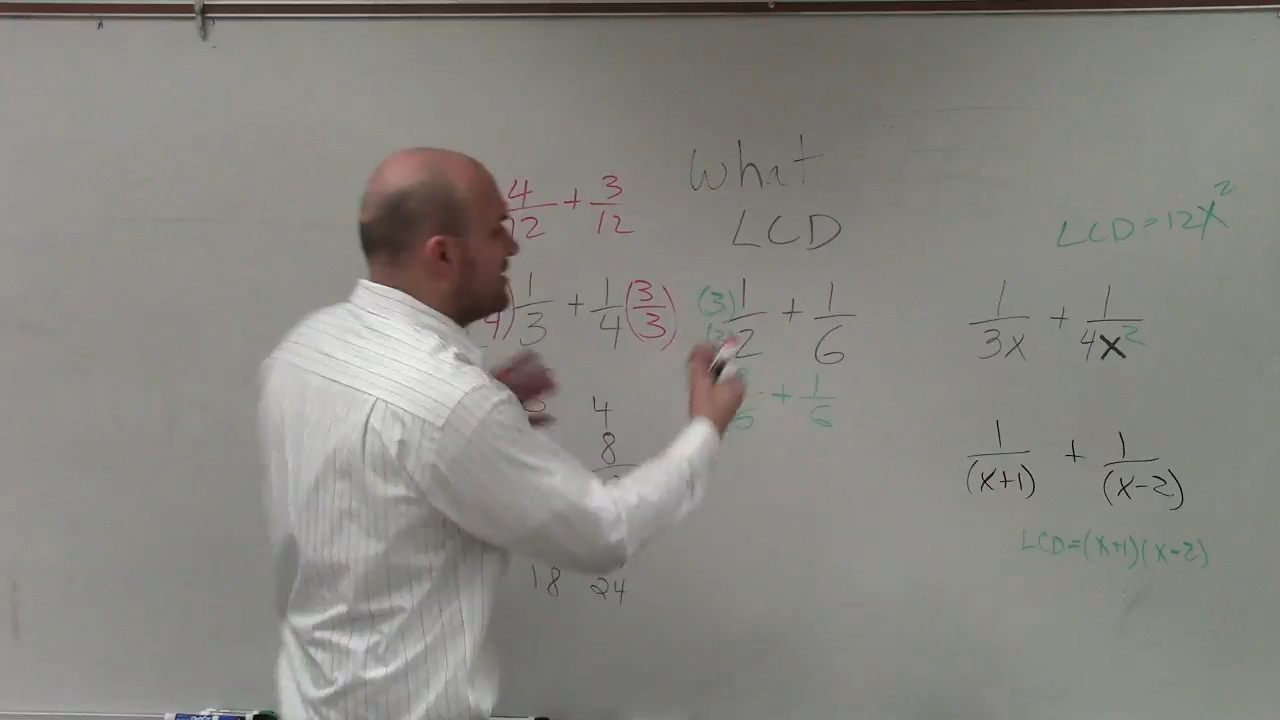 4/12 + 3/12
What
LCD
LCD = 12x²
4) 1/3 + 1/4 (3/3)
(3) 1/2 + 1/6
1/3x + 1/4x²
+ 1/6
4
8
1/(x+1) + 1/(x-2)
LCD = (x+1)(x-2)
18 24